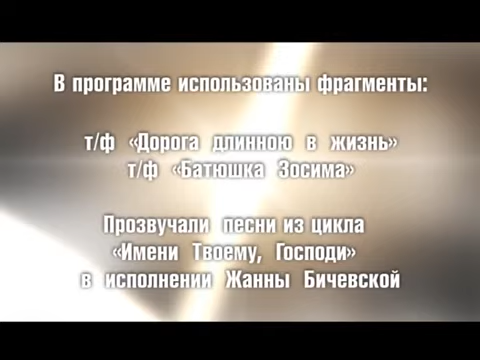 В программе использованы фрагменты:
т/ф «Дорога длинною в жизнь»
т/ф «Батюшка Зосима»
Прозвучали песни из цикла
«Имени Твоему, Господи»
в исполнении Жанны Бичевской